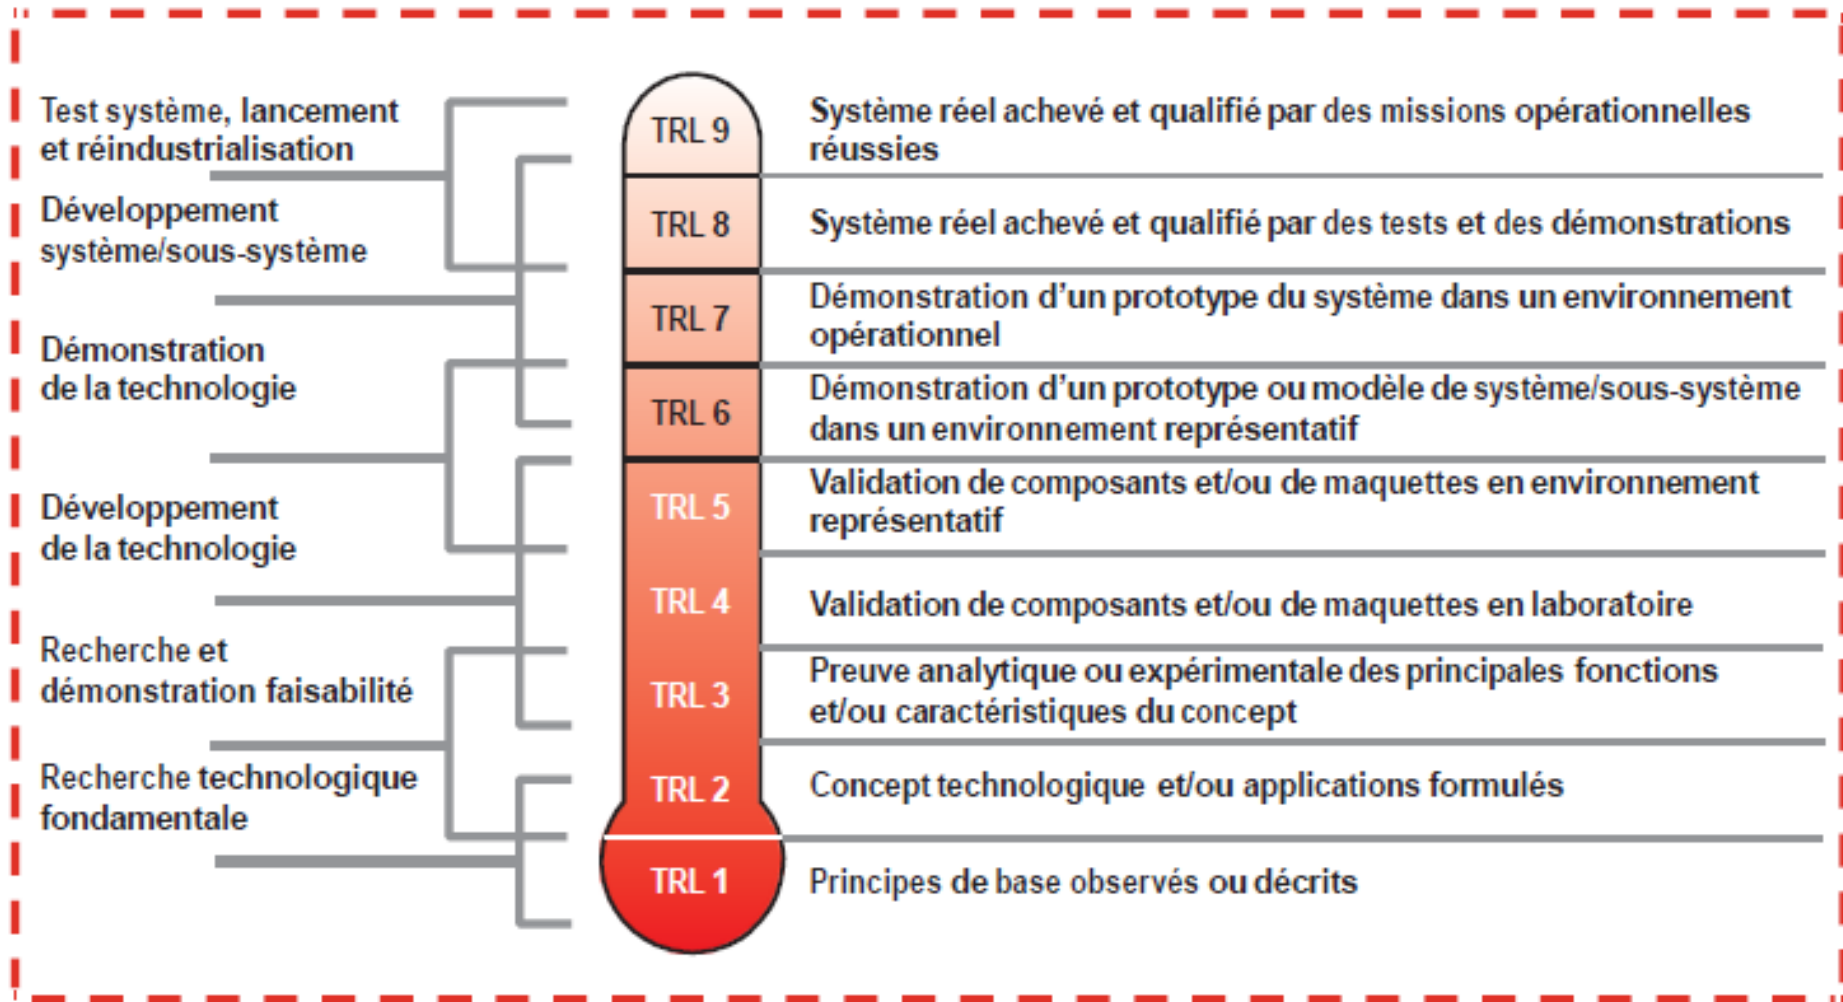 Test système, lancement
et réindustrialisation
Développement
système/sous-système
Démonstration
de la technologie
Développement
de la technologie
Recherche et
démonstration faisabilité
Recherche technologique
fondamentale
TRL 9
TRL 8
TRL 7
TRL 6
TRL 5
TRL 4
TRL 3
TRL 2
TRL 1
Système réel achevé et qualifié par des missions opérationnelles
réussies
Système réel achevé et qualifié par des tests et des démonstrations
Démonstration d'un prototype du système dans un environnement
opérationnel
Démonstration d'un prototype ou modèle de système/sous-système
dans un environnement représentatif
Validation de composants et/ou de maquettes en environnement
représentatif
Validation de composants et/ou de maquettes en laboratoire
Preuve analytique ou expérimentale des principales fonctions
et/ou caractéristiques du concept
Concept technologique et/ou applications formulés
Principes de base observés ou décrits